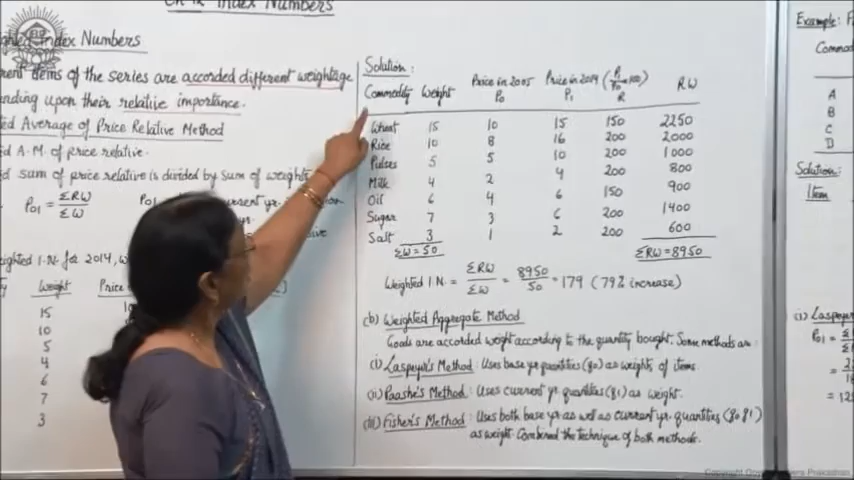 Ch 12 Index Numbers
Index Numbers
items of the series are accorded different weightage
upon their relative importance.
Average of Price Relative Method
A.M. of price relative.
sum of price relative is divided by sum of weights
P01 = ΣRW / ΣW
weighted I.N. for 2014,
Weight
15
10
5
4
6
7
3
Solution:
Commodity Weight Price in 2005 P0 Price in 2014 P1 (P1/P0 ×100) R RW
Wheat 15 10 15 150 2250
Rice 10 8 16 200 2000
Pulses 5 5 10 200 1000
Milk 4 2 4 200 800
Oil 6 4 6 150 900
Sugar 7 3 6 200 1400
Salt 3 1 2 200 600
ΣW = 50 ΣRW = 8950
Weighted I N. = ΣRW / ΣW = 8950 / 50 = 179 (79% increase)
(b) Weighted Aggregate Method
Goods are accorded weight according to the quantity bought. Some methods are :
(i) Laspeyre's Method : Uses base yr quantities (q0) as weights of items.
(ii) Paashe's Method : Uses current yr quantities (q1) as weight.
(iii) Fisher's Method : Uses both base yr as well as current yr. quantities (q0 q1)
as weight. Combined the technique of both methods.
Example:
A
B
C
D
Solution:
Item
(i)
P01 =